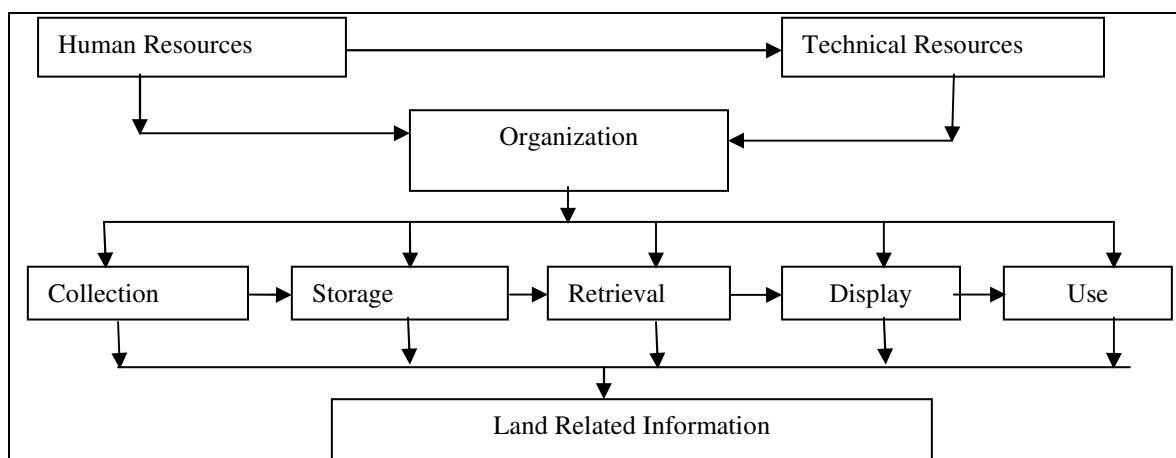 Human Resources
Technical Resources
Organization
Collection
Storage
Retrieval
Display
Use
Land Related Information